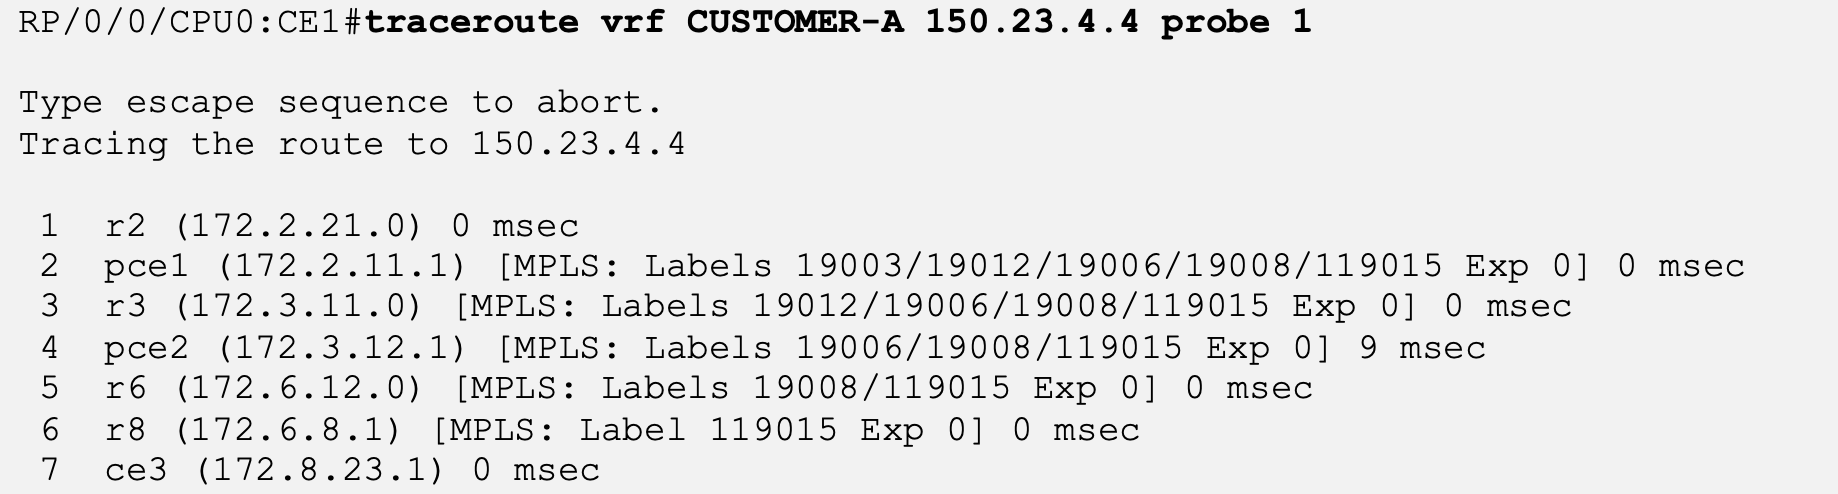 RP/0/0/CPU0:CE1#traceroute vrf CUSTOMER-A 150.23.4.4 probe 1
Type escape sequence to abort.
Tracing the route to 150.23.4.4
1 r2 (172.2.21.0) 0 msec
2 pce1 (172.2.11.1) [MPLS: Labels 19003/19012/19006/19008/119015 Exp 0] 0 msec
3 r3 (172.3.11.0) [MPLS: Labels 19012/19006/19008/119015 Exp 0] 0 msec
4 pce2 (172.3.12.1) [MPLS: Labels 19006/19008/119015 Exp 0] 9 msec
5 r6 (172.6.12.0) [MPLS: Labels 19008/119015 Exp 0] 0 msec
6 r8 (172.6.8.1) [MPLS: Label 119015 Exp 0] 0 msec
7 ce3 (172.8.23.1) 0 msec